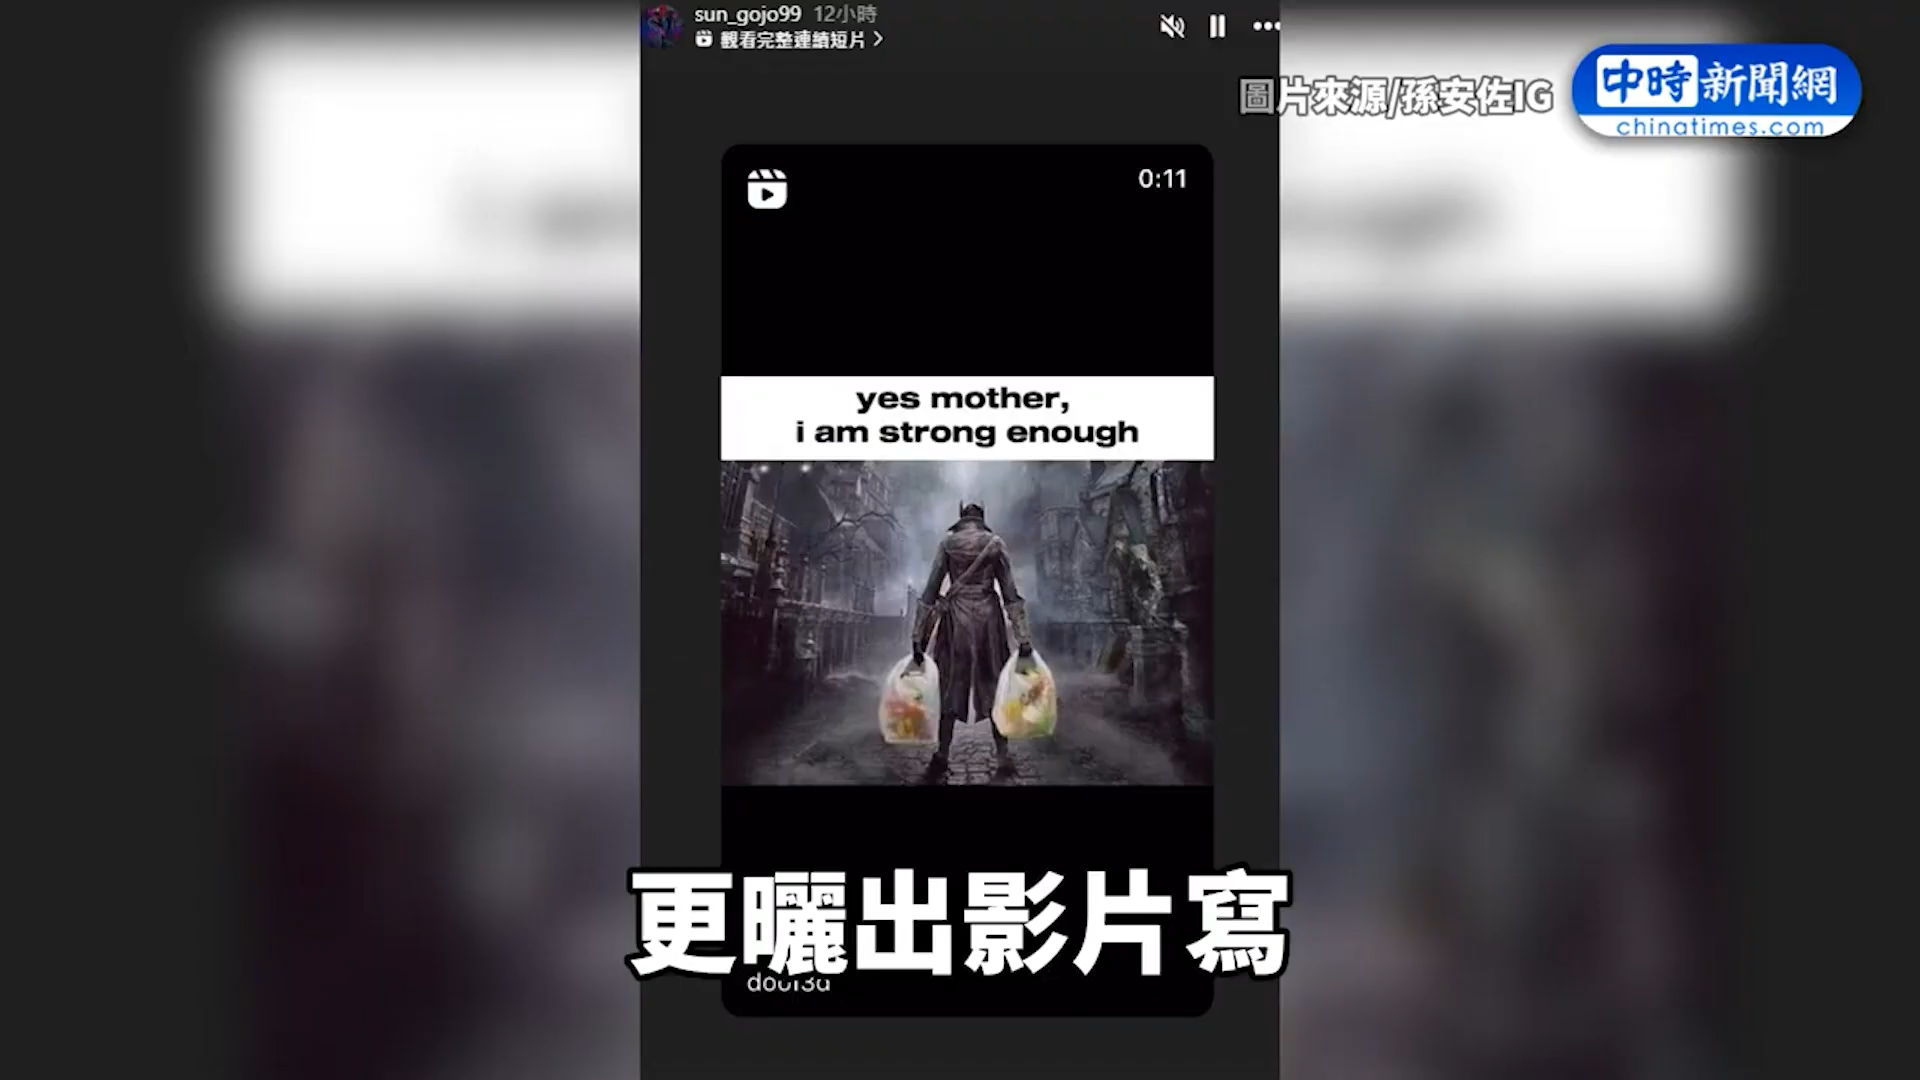 sun_gojo99 12小時
觀看完整連續短片
圖片來源/孫安佐IG
中時新聞網
chinatimes.com
0:11
yes mother,
i am strong enough
更曬出影片寫